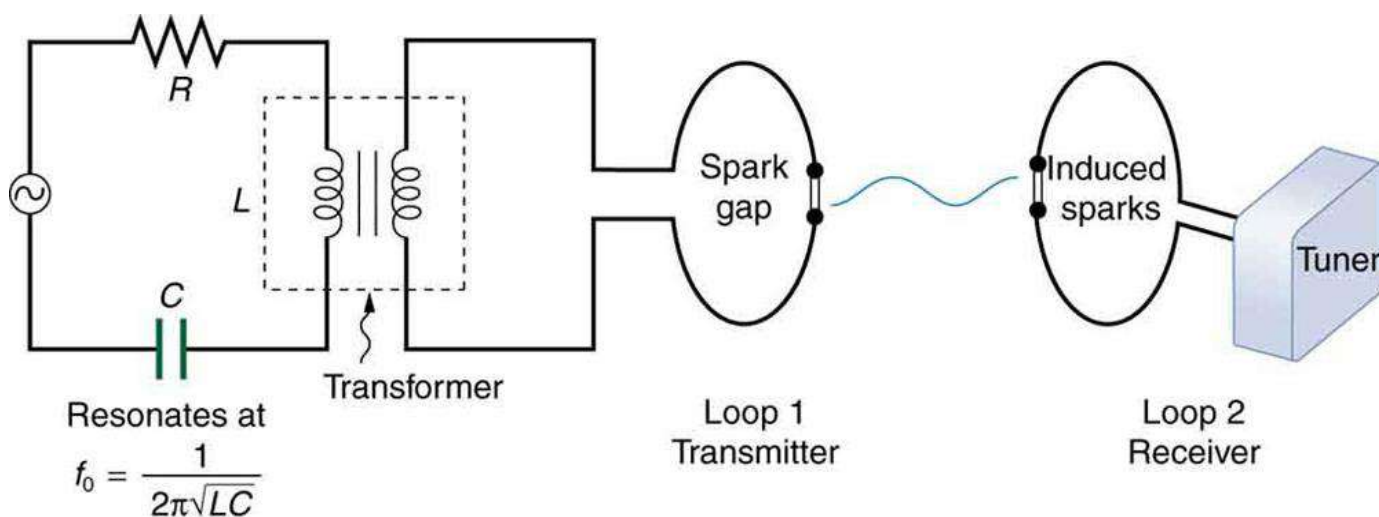 R
L
C
Transformer
Resonates at
f₀ = 1 / 2π√LC
Spark
gap
Induced
sparks
Tuner
Loop 1
Transmitter
Loop 2
Receiver